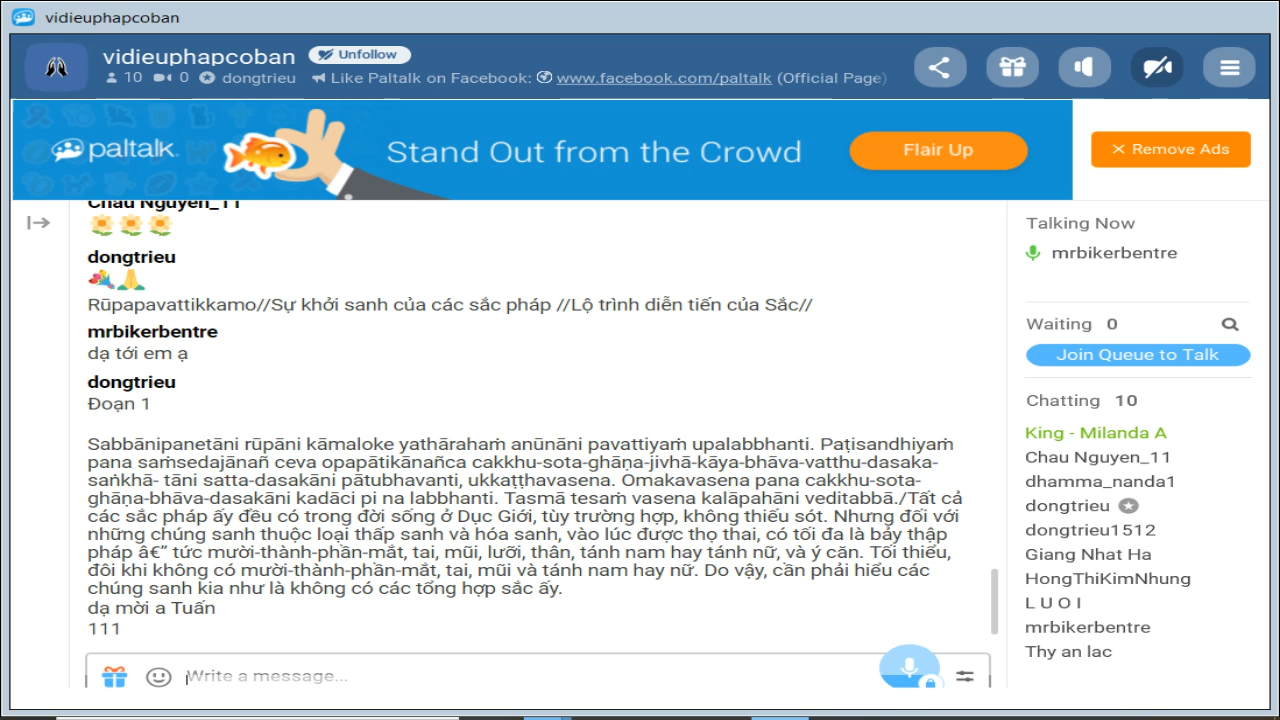 vidieuphapcoban
vidieuphapcoban Unfollow
10 0 dongtrieu Like Paltalk on Facebook: www.facebook.com/paltalk (Official Page)
paltalk Stand Out from the Crowd Flair Up × Remove Ads
Chau Nguyen_11
dongtrieu
Rūpapavattikkamo//Sự khởi sanh của các sắc pháp //Lộ trình diễn tiến của Sắc//
mrbikerbentre
dạ tới em ạ
dongtrieu
Đoạn 1
Sabbānipanetāni rūpāni kāmaloke yathārahaṁ anūnāni pavattiyaṁ upalabbhanti. Paṭisandhiyaṁ
pana saṁsedajānañ ceva opapātikānañca cakkhu-sota-ghāṇa-jivhā-kāya-bhāva-vatthu-dasaka-
saṅkhā- tāni satta-dasakāni pātubhavanti, ukkaṭṭhavasena. Omakavasena pana cakkhu-sota-
ghāṇa-bhāva-dasakāni kadāci pi na labbhanti. Tasmā tesaṁ vasena kalāpahāni veditabbā./Tất cả
các sắc pháp ấy đều có trong đời sống ở Dục Giới, tùy trường hợp, không thiếu sót. Nhưng đối với
những chúng sanh thuộc loại thấp sanh và hóa sanh, vào lúc được thọ thai, có tối đa là bảy thập
pháp â€” tức mười-thành-phần-mắt, tai, mũi, lưỡi, thân, tánh nam hay tánh nữ, và ý căn. Tối thiểu,
đôi khi không có mười-thành-phần-mắt, tai, mũi và tánh nam hay nữ. Do vậy, cần phải hiểu các
chúng sanh kia như là không có các tổng hợp sắc ấy.
dạ mời a Tuấn
111
Write a message...
Talking Now
mrbikerbentre
Waiting 0
Join Queue to Talk
Chatting 10
King - Milanda A
Chau Nguyen_11
dhamma_nanda1
dongtrieu
dongtrieu1512
Giang Nhat Ha
HongThiKimNhung
L U O I
mrbikerbentre
Thy an lac